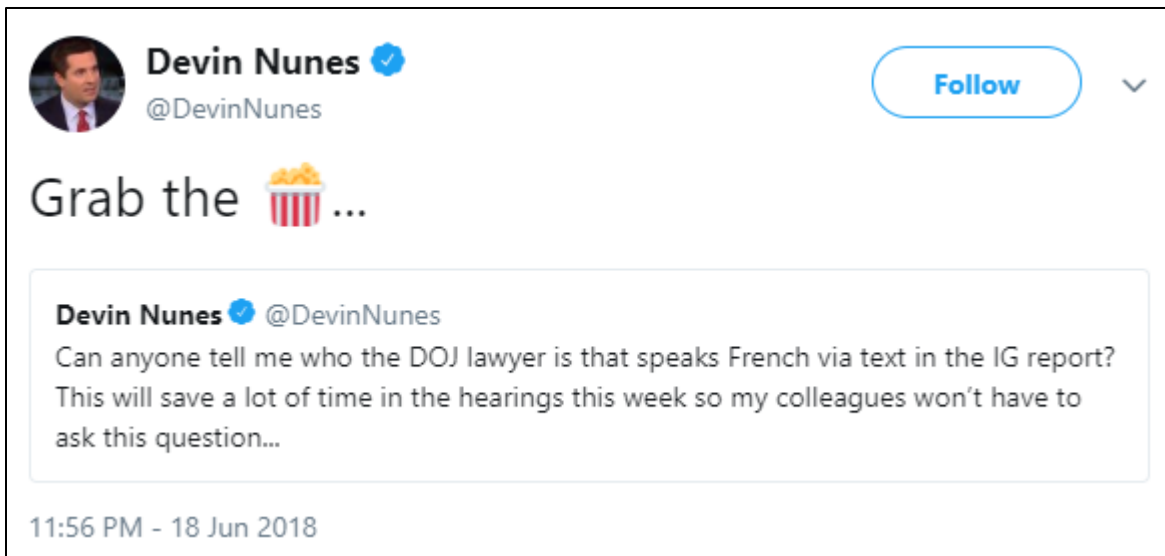 Devin Nunes
@DevinNunes
Follow
Grab the 🍿...
Devin Nunes @DevinNunes
Can anyone tell me who the DOJ lawyer is that speaks French via text in the IG report?
This will save a lot of time in the hearings this week so my colleagues won’t have to
ask this question...
11:56 PM - 18 Jun 2018